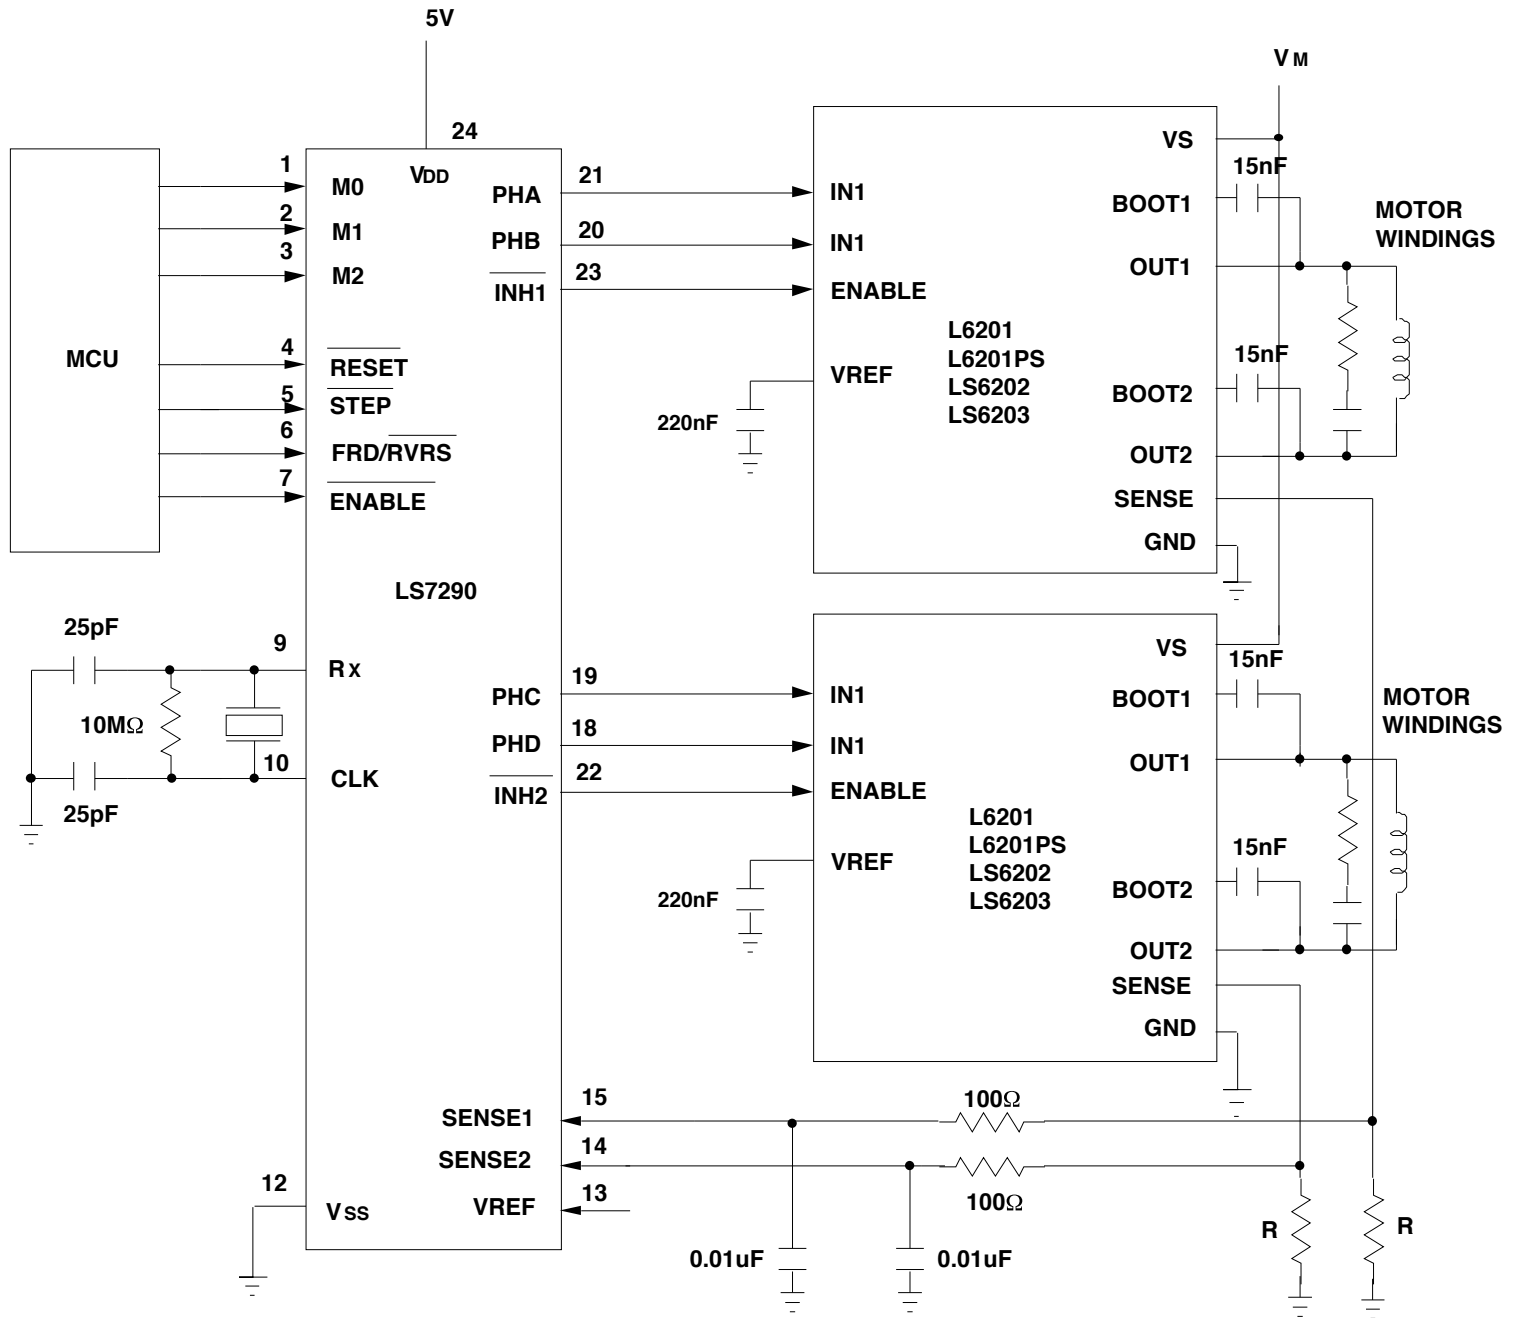 5V
VM
24
MCU
1
2
3
4
5
6
7
M0
M1
M2
RESET
STEP
FRD/RVRS
ENABLE
VDD
PHA
PHB
INH1
21
20
23
LS7290
IN1
IN1
ENABLE
VREF
220nF
L6201
L6201PS
LS6202
LS6203
VS
BOOT1
OUT1
BOOT2
OUT2
SENSE
GND
15nF
15nF
MOTOR
WINDINGS
25pF
10MΩ
25pF
9
10
Rx
CLK
PHC
PHD
INH2
19
18
22
IN1
IN1
ENABLE
VREF
220nF
L6201
L6201PS
LS6202
LS6203
VS
BOOT1
OUT1
BOOT2
OUT2
SENSE
GND
15nF
15nF
MOTOR
WINDINGS
SENSE1
SENSE2
VREF
15
14
13
100Ω
100Ω
12
VSS
0.01uF
0.01uF
R
R